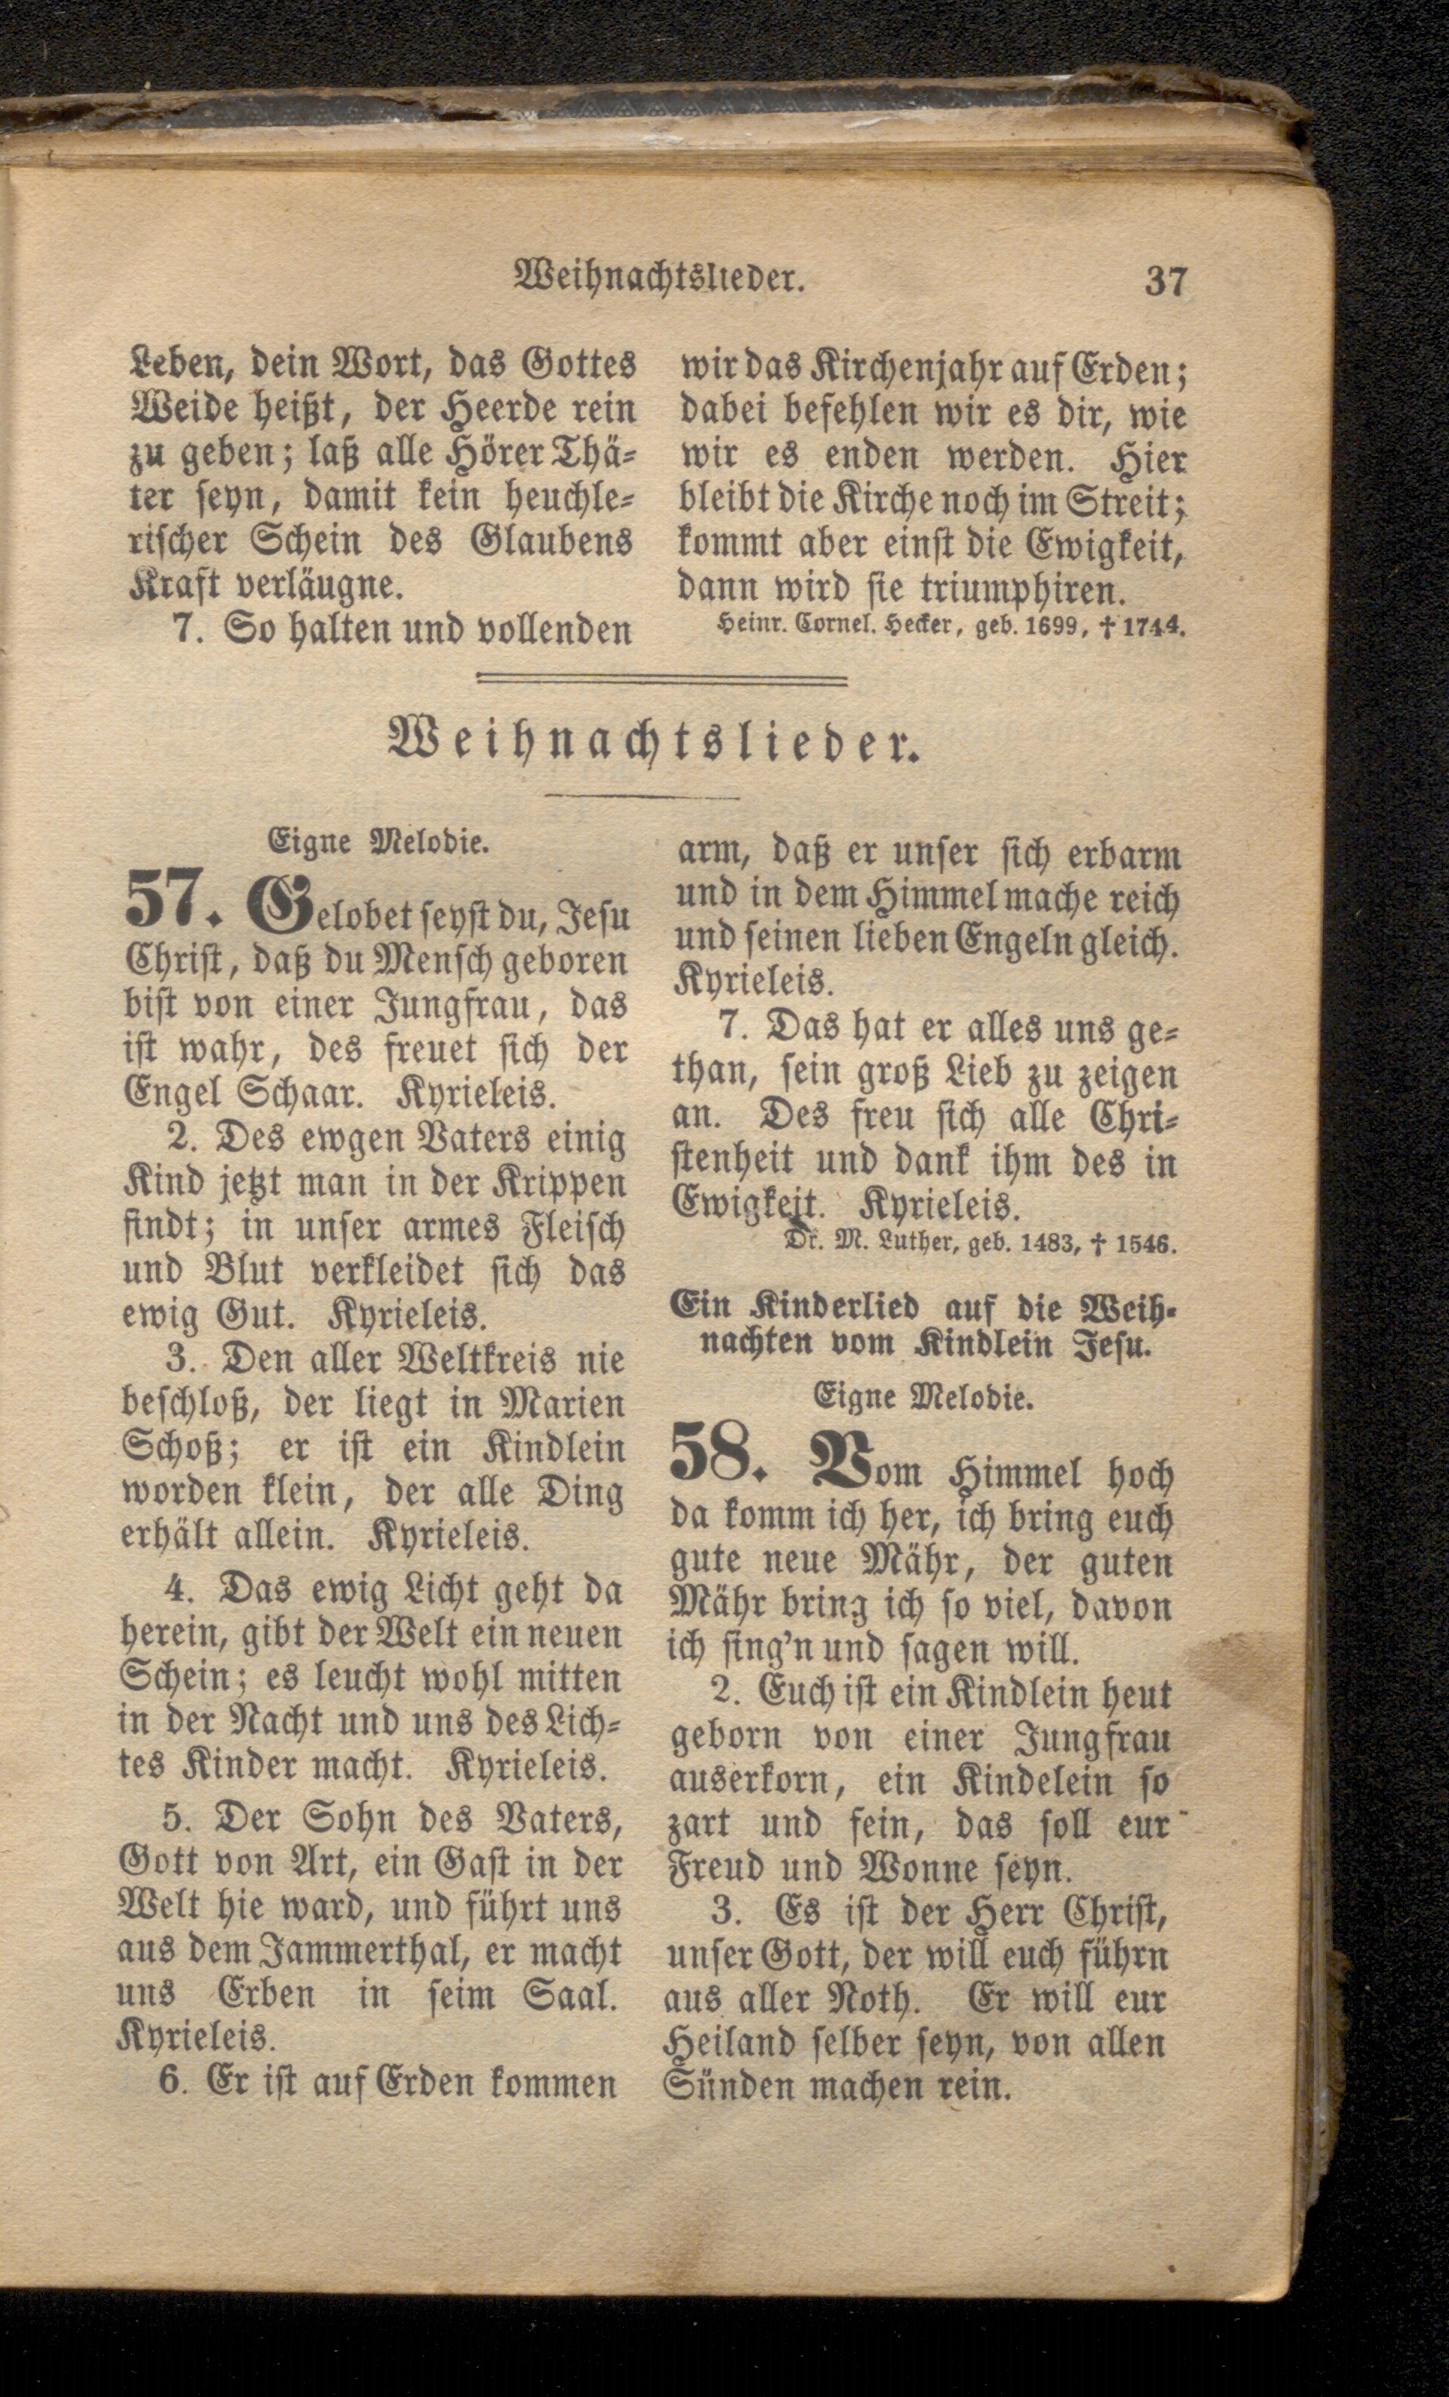 Weihnachtslieder. 37
Leben, dein Wort, das Gottes
Weide heißt, der Heerde rein
zu geben; laß alle Hörer Thä-
ter seyn, damit kein heuchle-
rischer Schein des Glaubens
Kraft verläugne.
7. So halten und vollenden
wir das Kirchenjahr auf Erden;
dabei befehlen wir es dir, wie
wir es enden werden. Hier
bleibt die Kirche noch im Streit;
kommt aber einst die Ewigkeit,
dann wird sie triumphiren.
Heinr. Cornel. Hecker, geb. 1699, † 1744.
Weihnachtslieder.
Eigne Melodie.
57. Gelobet seyst du, Jesu
Christ, daß du Mensch geboren
bist von einer Jungfrau, das
ist wahr, des freuet sich der
Engel Schaar. Kyrieleis.
2. Des ewgen Vaters einig
Kind jetzt man in der Krippen
findt; in unser armes Fleisch
und Blut verkleidet sich das
ewig Gut. Kyrieleis.
3. Den aller Weltkreis nie
beschloß, der liegt in Marien
Schoß; er ist ein Kindlein
worden klein, der alle Ding
erhält allein. Kyrieleis.
4. Das ewig Licht geht da
herein, gibt der Welt ein neuen
Schein; es leucht wohl mitten
in der Nacht und uns des Lich-
tes Kinder macht. Kyrieleis.
5. Der Sohn des Vaters,
Gott von Art, ein Gast in der
Welt hie ward, und führt uns
aus dem Jammerthal, er macht
uns Erben in seim Saal.
Kyrieleis.
6. Er ist auf Erden kommen
arm, daß er unser sich erbarm
und in dem Himmel mache reich
und seinen lieben Engeln gleich.
Kyrieleis.
7. Das hat er alles uns ge-
than, sein groß Lieb zu zeigen
an. Des freu sich alle Chri-
stenheit und dank ihm des in
Ewigkeit. Kyrieleis.
Dr. M. Luther, geb. 1483, † 1546.
Ein Kinderlied auf die Weih-
nachten vom Kindlein Jesu.
Eigne Melodie.
58. Vom Himmel hoch
da komm ich her, ich bring euch
gute neue Mähr, der guten
Mähr bring ich so viel, davon
ich sing'n und sagen will.
2. Euch ist ein Kindlein heut
geborn von einer Jungfrau
auserkorn, ein Kindelein so
zart und fein, das soll eur
Freud und Wonne seyn.
3. Es ist der Herr Christ,
unser Gott, der will euch führn
aus aller Noth. Er will eur
Heiland selber seyn, von allen
Sünden machen rein.